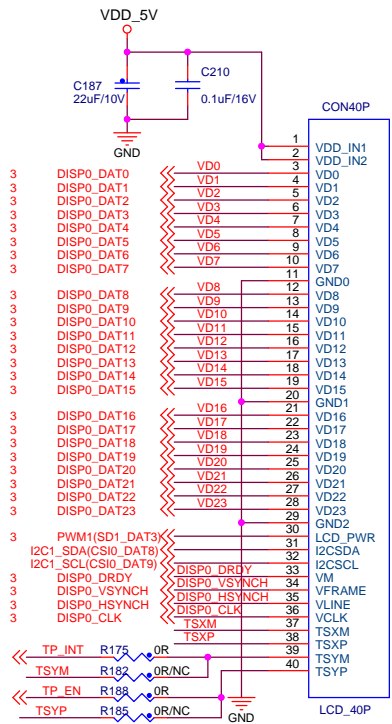 VDD_5V
C187
22uF/10V
C210
0.1uF/16V
GND
CON40P
1 VDD_IN1
2 VDD_IN2
3 DISP0_DAT0 VD0 3 VD0
3 DISP0_DAT1 VD1 4 VD1
3 DISP0_DAT2 VD2 5 VD2
3 DISP0_DAT3 VD3 6 VD3
3 DISP0_DAT4 VD4 7 VD4
3 DISP0_DAT5 VD5 8 VD5
3 DISP0_DAT6 VD6 9 VD6
3 DISP0_DAT7 VD7 10 VD7
11 GND0
3 DISP0_DAT8 VD8 12 VD8
3 DISP0_DAT9 VD9 13 VD9
3 DISP0_DAT10 VD10 14 VD10
3 DISP0_DAT11 VD11 15 VD11
3 DISP0_DAT12 VD12 16 VD12
3 DISP0_DAT13 VD13 17 VD13
3 DISP0_DAT14 VD14 18 VD14
3 DISP0_DAT15 VD15 19 VD15
20 GND1
3 DISP0_DAT16 VD16 21 VD16
3 DISP0_DAT17 VD17 22 VD17
3 DISP0_DAT18 VD18 23 VD18
3 DISP0_DAT19 VD19 24 VD19
3 DISP0_DAT20 VD20 25 VD20
3 DISP0_DAT21 VD21 26 VD21
3 DISP0_DAT22 VD22 27 VD22
3 DISP0_DAT23 VD23 28 VD23
29 GND2
3 PWM1(SD1_DAT3) 30 LCD_PWR
I2C1_SDA(CSI0_DAT8) 31 I2CSDA
I2C1_SCL(CSI0_DAT9) 32 I2CSCL
3 DISP0_DRDY DISP0_DRDY 33 VM
3 DISP0_VSYNCH DISP0_VSYNCH 34 VFRAME
3 DISP0_HSYNCH DISP0_HSYNCH 35 VLINE
3 DISP0_CLK DISP0_CLK 36 VCLK
TSXM 37 TSXM
TSXP 38 TSXP
TP_INT R175 0R 39 TSYM
TSYM R182 0R/NC 40 TSYP
TP_EN R188 0R
TSYP R185 0R/NC
GND
LCD_40P